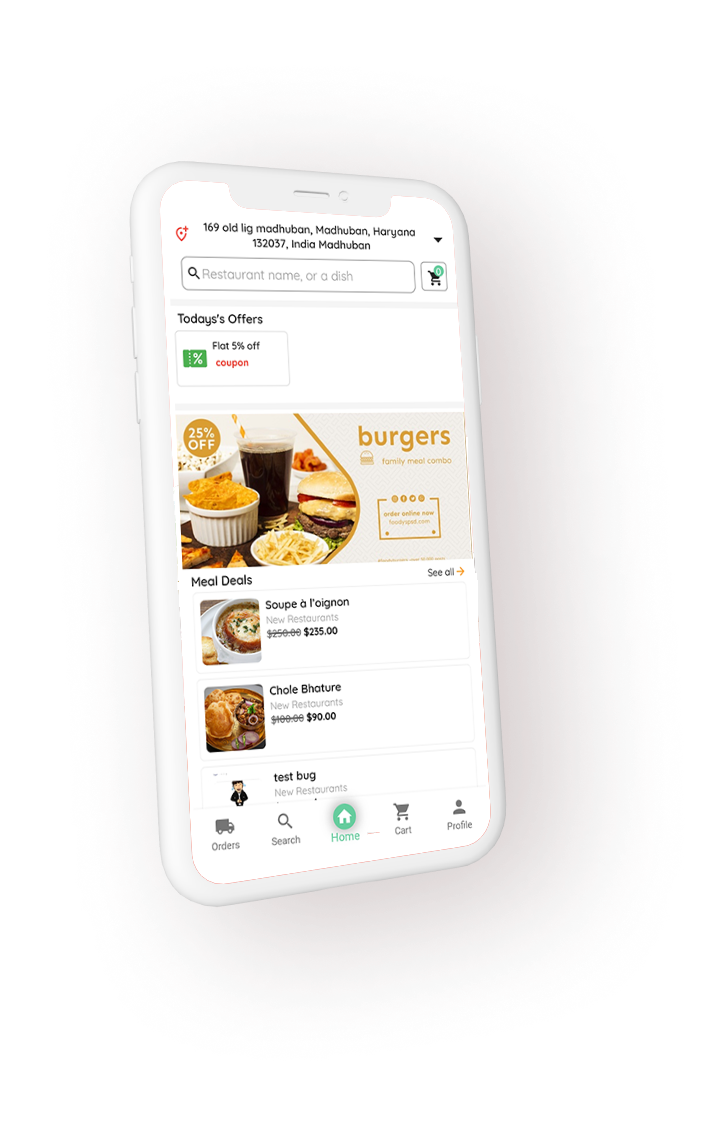 169 old lig madhuban, Madhuban, Haryana
132037, India Madhuban
Restaurant name, or a dish
0
Todays's Offers
Flat 5% off
coupon
25%
OFF
burgers
family meal combo
order online now
foodyspad.com
Meal Deals
See all
Soupe à l'oignon
New Restaurants
$250.00 $235.00
Chole Bhature
New Restaurants
$100.00 $90.00
test bug
New Restaurants
Orders
Search
Home
Cart
Profile